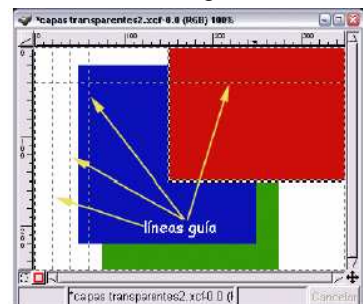 *capas transparentes2.xcf-0.0 (RGB) 100%
líneas guía
*capas transparentes2.xcf-0.0 (
Cancelar